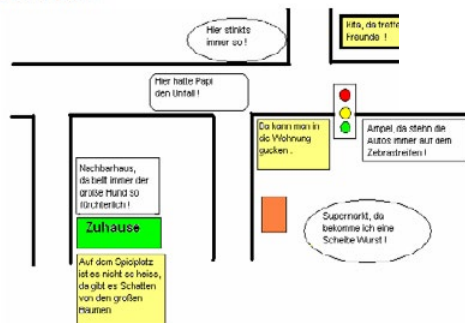 Hier stinkts
immer so !
Kita, da treffe
Freunde !
Hier hatte Papi
den Unfall !
Da kann man in
die Wohnung
gucken .
Ampel, da stehn die
Autos immer auf dem
Zebrastreifen !
Nachbarhaus,
da bellt immer der
große Hund so
fürchterlich !
Zuhause
Supermarkt, da
bekomme ich eine
Scheibe Wurst !
Auf dem Spielplatz
ist es nicht so heiss,
da gibt es Schatten
von den großen
Bäumen